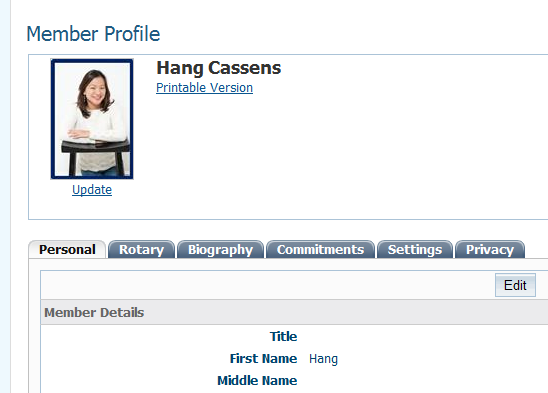 Member Profile
Hang Cassens
Printable Version
Update
Personal Rotary Biography Commitments Settings Privacy
Edit
Member Details
Title
First Name Hang
Middle Name